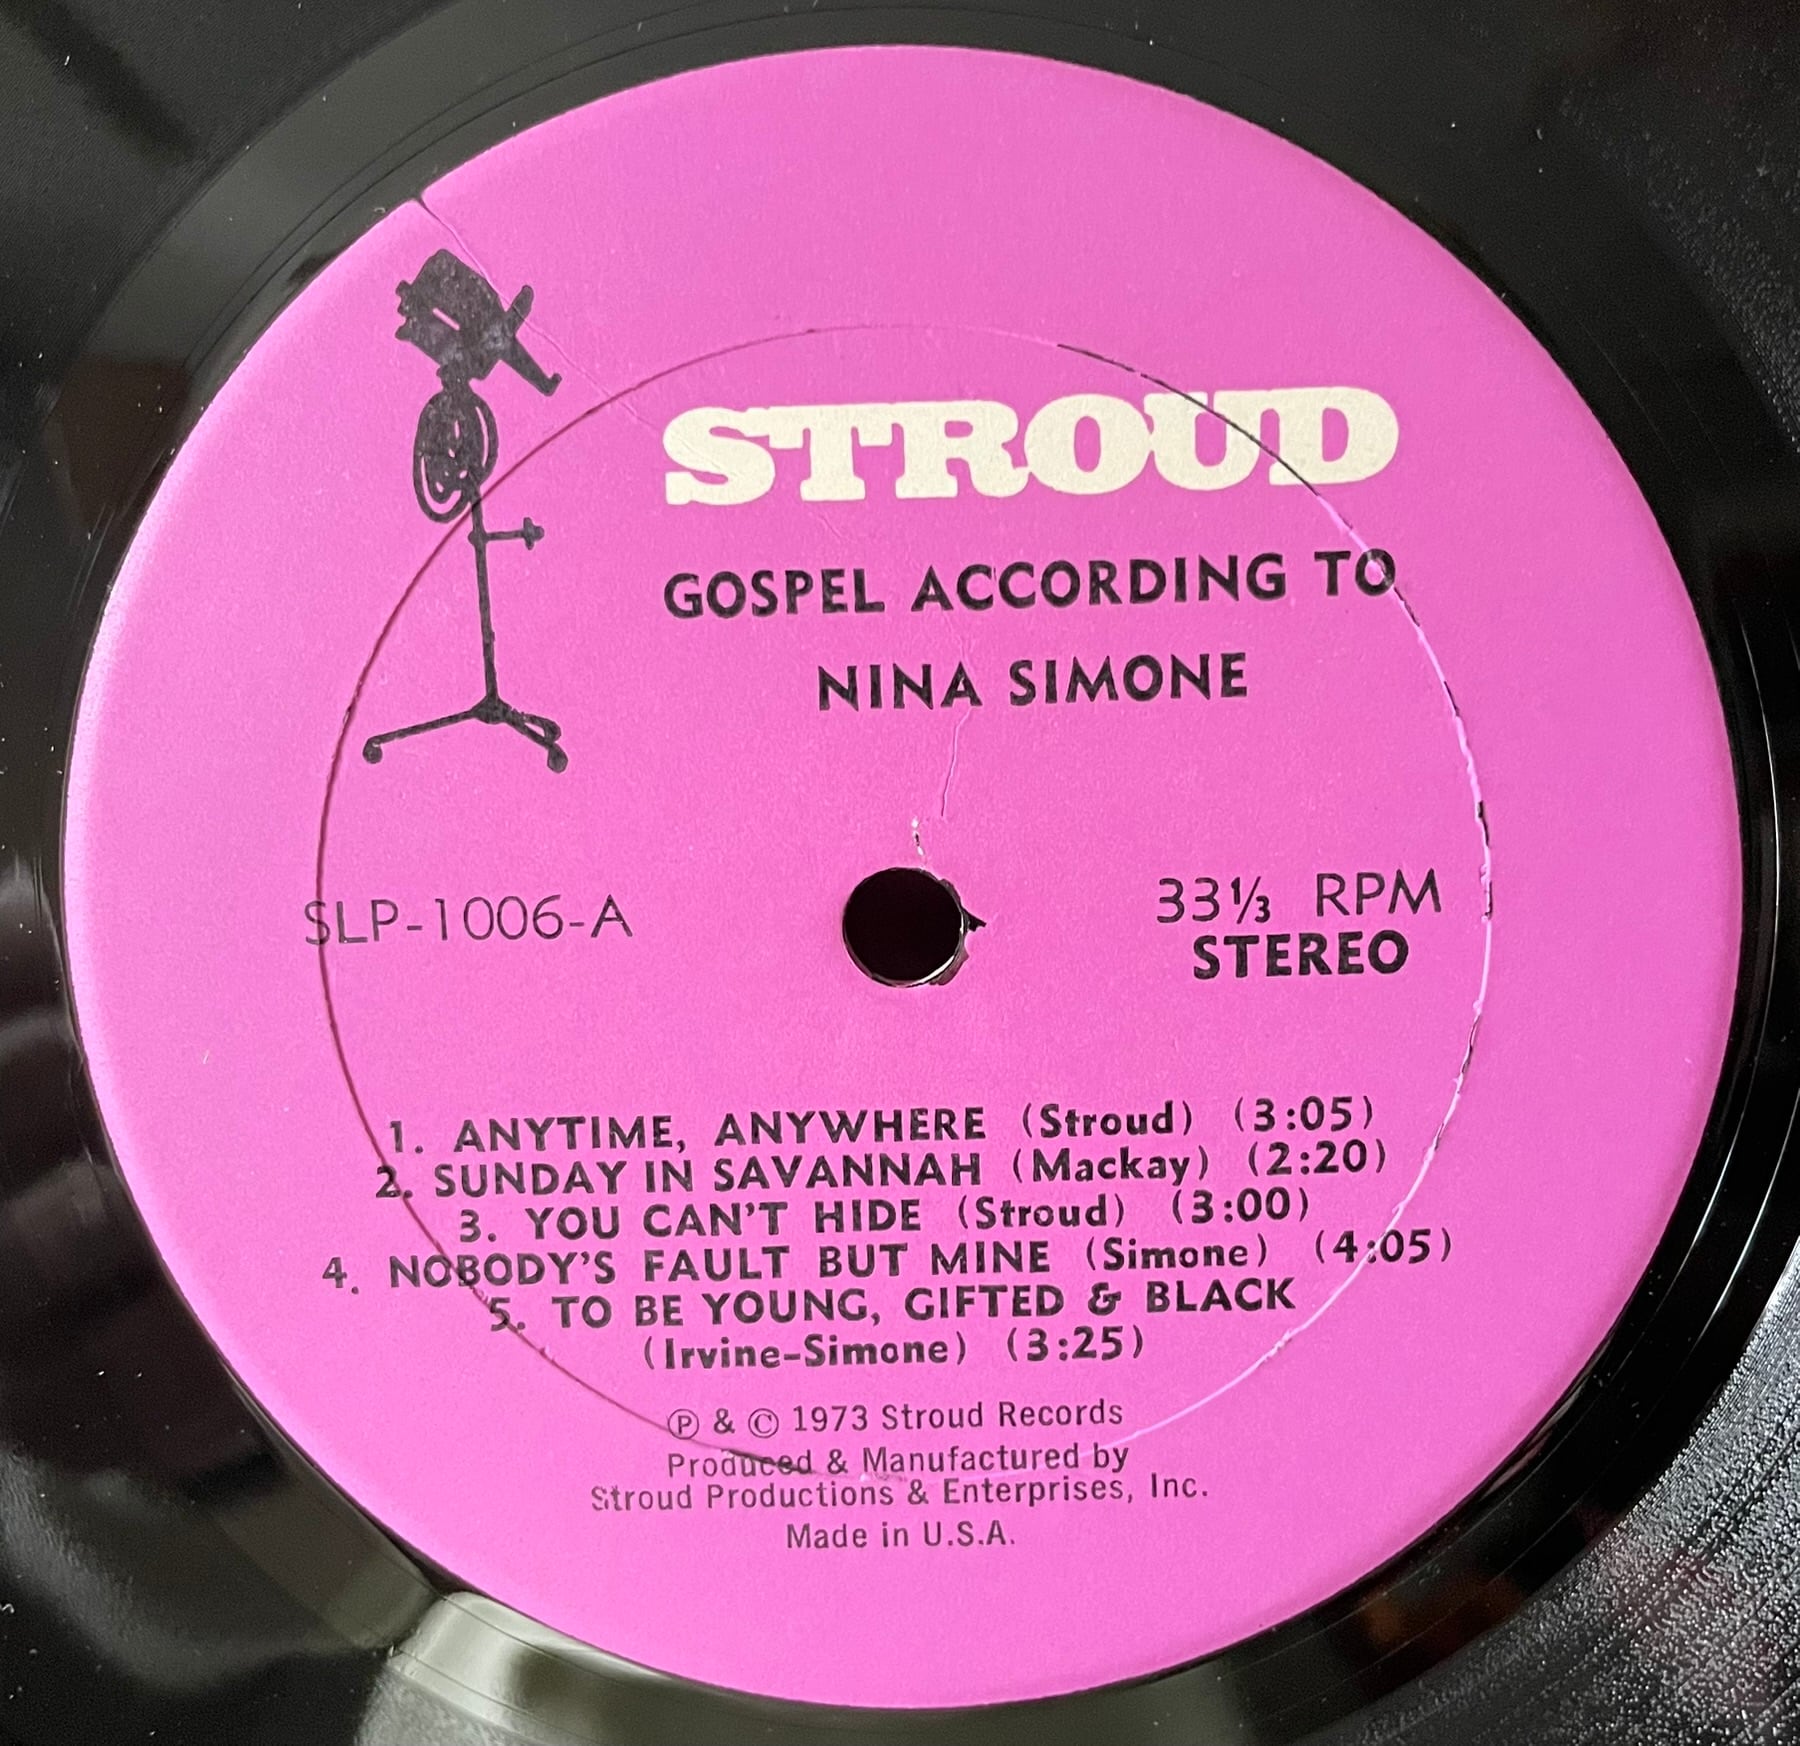 STROUD
GOSPEL ACCORDING TO
NINA SIMONE
SLP-1006-A
33⅓ RPM
STEREO
1. ANYTIME, ANYWHERE (Stroud) (3:05)
2. SUNDAY IN SAVANNAH (Mackay) (2:20)
3. YOU CAN'T HIDE (Stroud) (3:00)
4. NOBODY'S FAULT BUT MINE (Simone) (4:05)
5. TO BE YOUNG, GIFTED & BLACK
(Irvine-Simone) (3:25)
Ⓟ & © 1973 Stroud Records
Produced & Manufactured by
Stroud Productions & Enterprises, Inc.
Made in U.S.A.